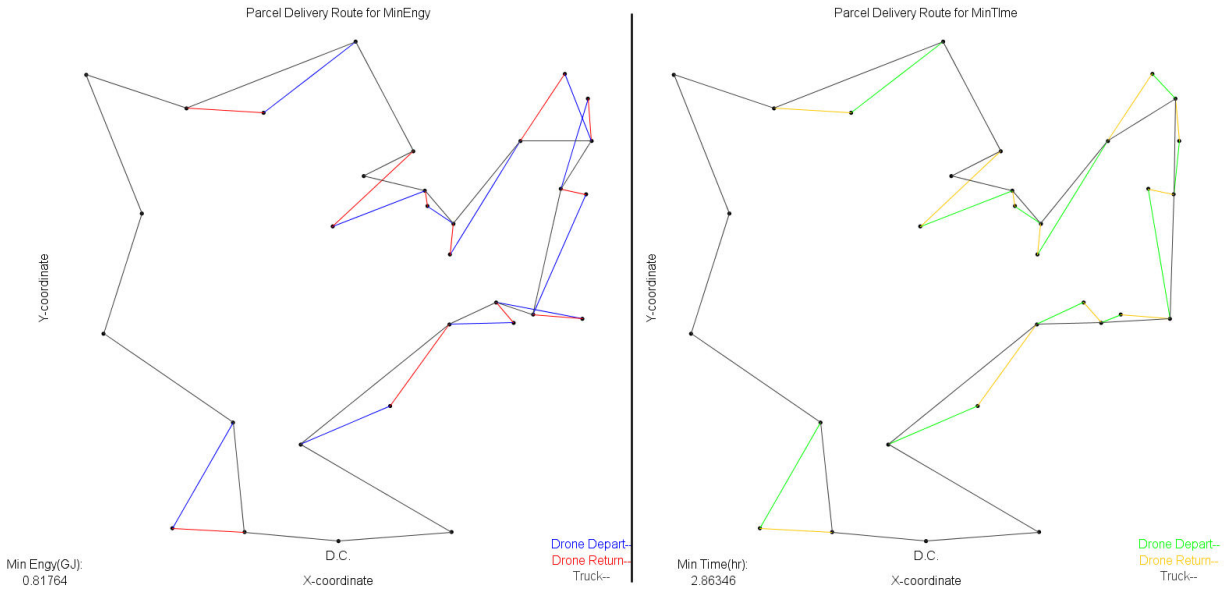 Parcel Delivery Route for MinEngy
Y-coordinate
D.C.
X-coordinate
Min Engy(GJ):
0.81764
Drone Depart--
Drone Return--
Truck--
Parcel Delivery Route for MinTIme
Y-coordinate
D.C.
X-coordinate
Min Time(hr):
2.86346
Drone Depart--
Drone Return--
Truck--